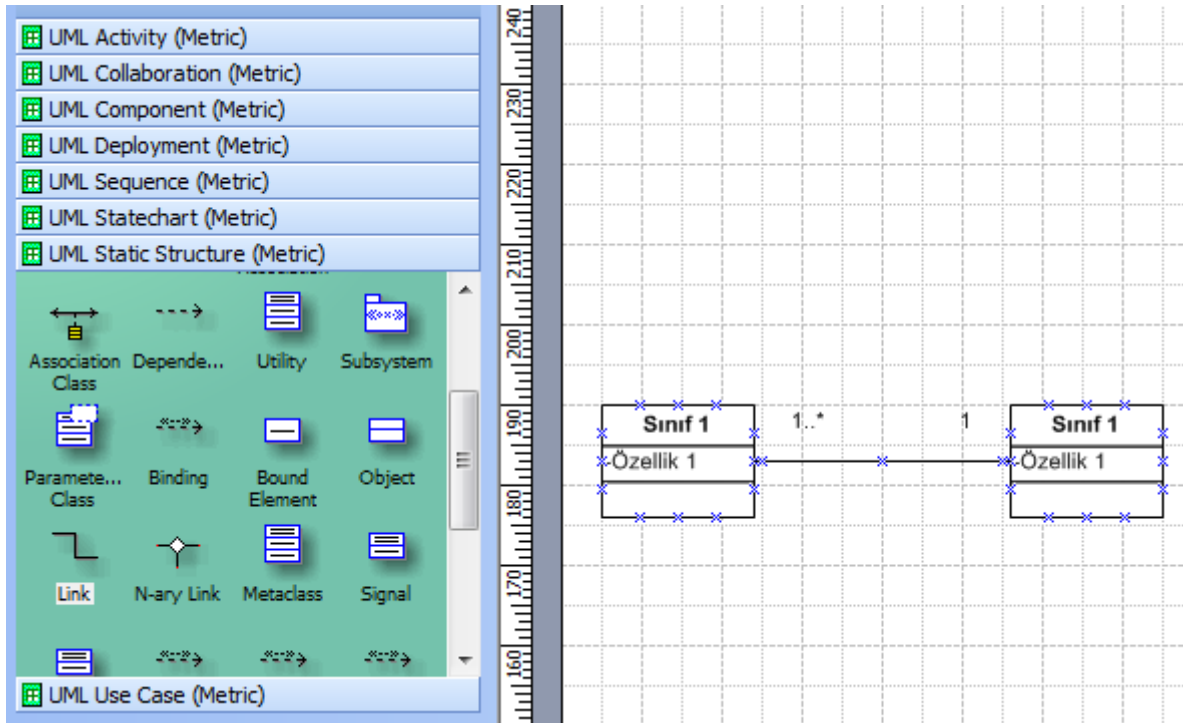 UML Activity (Metric)
UML Collaboration (Metric)
UML Component (Metric)
UML Deployment (Metric)
UML Sequence (Metric)
UML Statechart (Metric)
UML Static Structure (Metric)
Association
Class
Depende...
Utility
Subsystem
Paramete...
Class
Binding
Bound
Element
Object
Link
N-ary Link
Metaclass
Signal
UML Use Case (Metric)
240
230
220
210
200
190
180
170
160
Sınıf 1
-Özellik 1
1..*
1
Sınıf 1
-Özellik 1